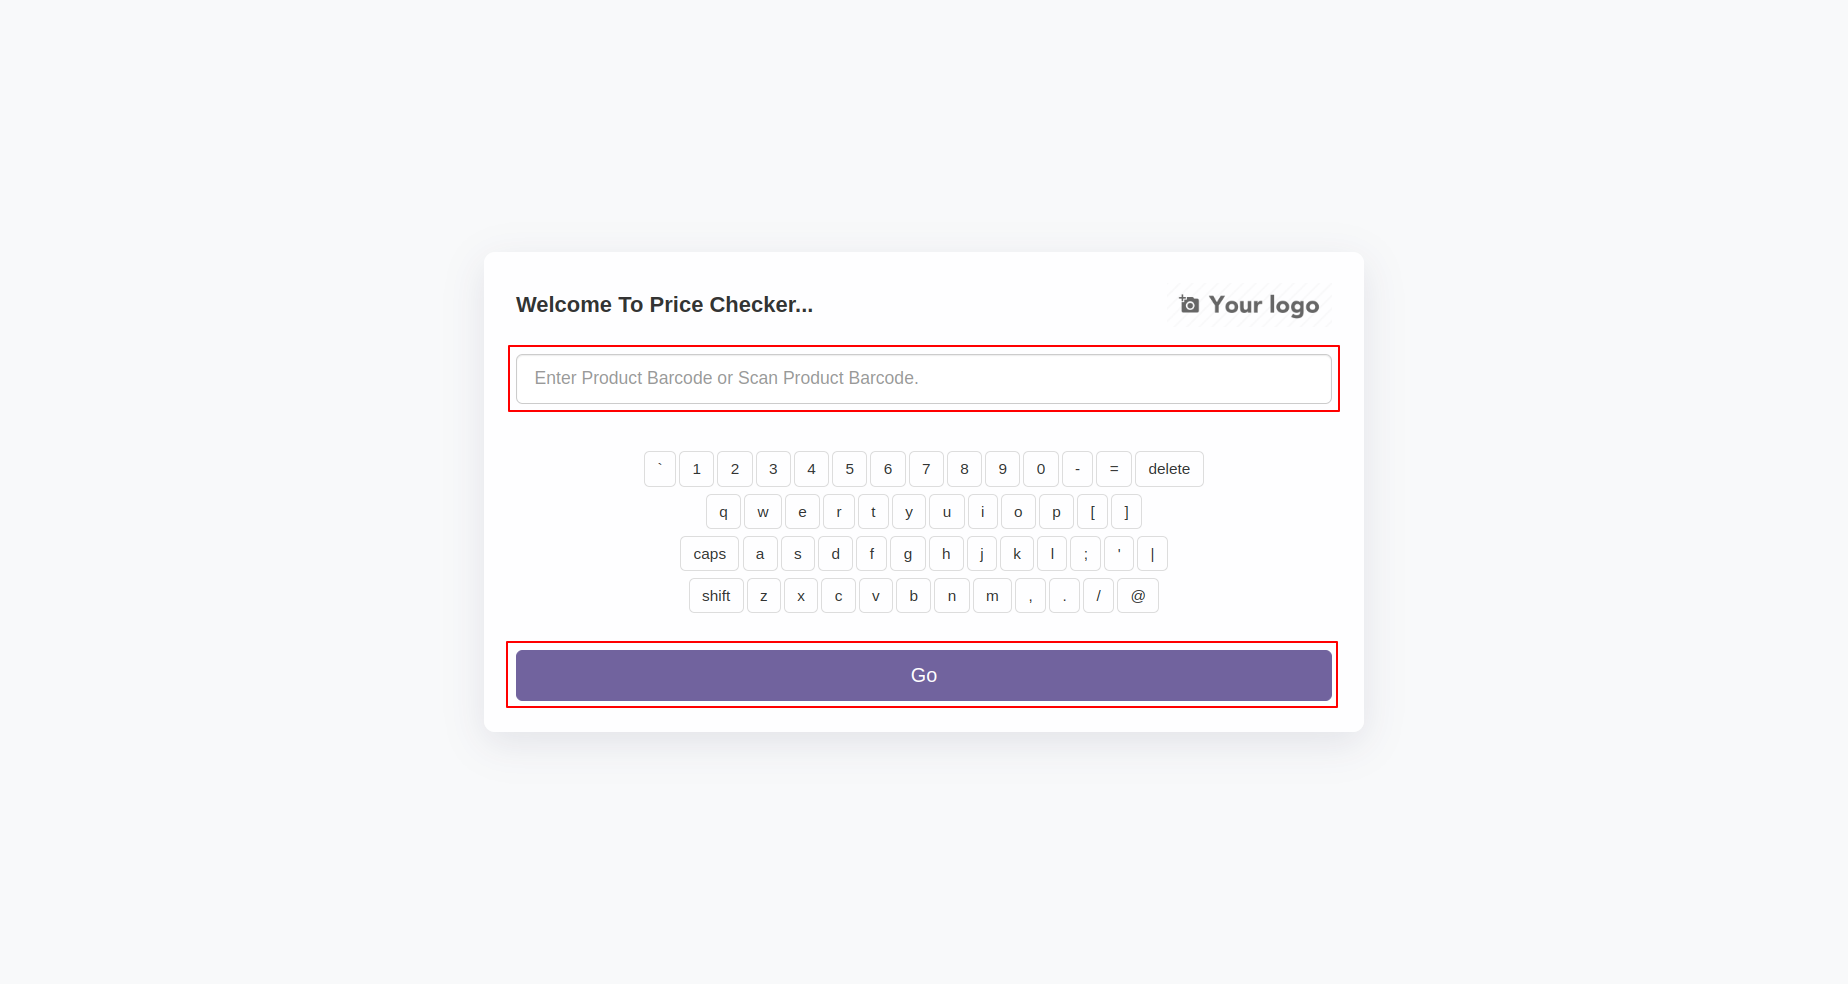 Welcome To Price Checker...
Your logo
Enter Product Barcode or Scan Product Barcode.
` 1 2 3 4 5 6 7 8 9 0 - = delete
q w e r t y u i o p [ ]
caps a s d f g h j k l ; ' |
shift z x c v b n m , . / @
Go